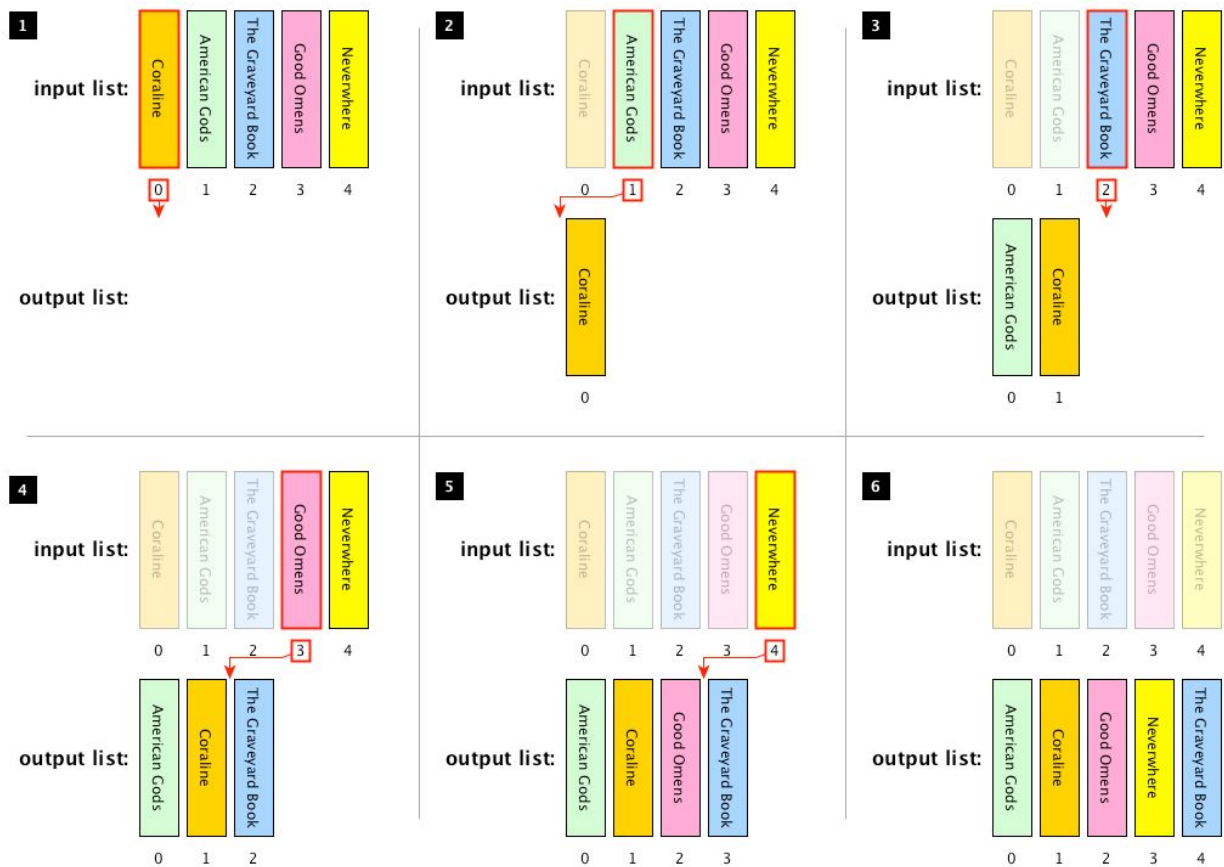 1
input list:
Coraline
American Gods
The Graveyard Book
Good Omens
Neverwhere
0 1 2 3 4
output list:
2
input list:
Coraline
American Gods
The Graveyard Book
Good Omens
Neverwhere
0 1 2 3 4
output list:
Coraline
0
3
input list:
Coraline
American Gods
The Graveyard Book
Good Omens
Neverwhere
0 1 2 3 4
output list:
American Gods
Coraline
0 1
4
input list:
Coraline
American Gods
The Graveyard Book
Good Omens
Neverwhere
0 1 2 3 4
output list:
American Gods
Coraline
The Graveyard Book
0 1 2
5
input list:
Coraline
American Gods
The Graveyard Book
Good Omens
Neverwhere
0 1 2 3 4
output list:
American Gods
Coraline
Good Omens
The Graveyard Book
0 1 2 3
6
input list:
Coraline
American Gods
The Graveyard Book
Good Omens
Neverwhere
0 1 2 3 4
output list:
American Gods
Coraline
Good Omens
Neverwhere
The Graveyard Book
0 1 2 3 4